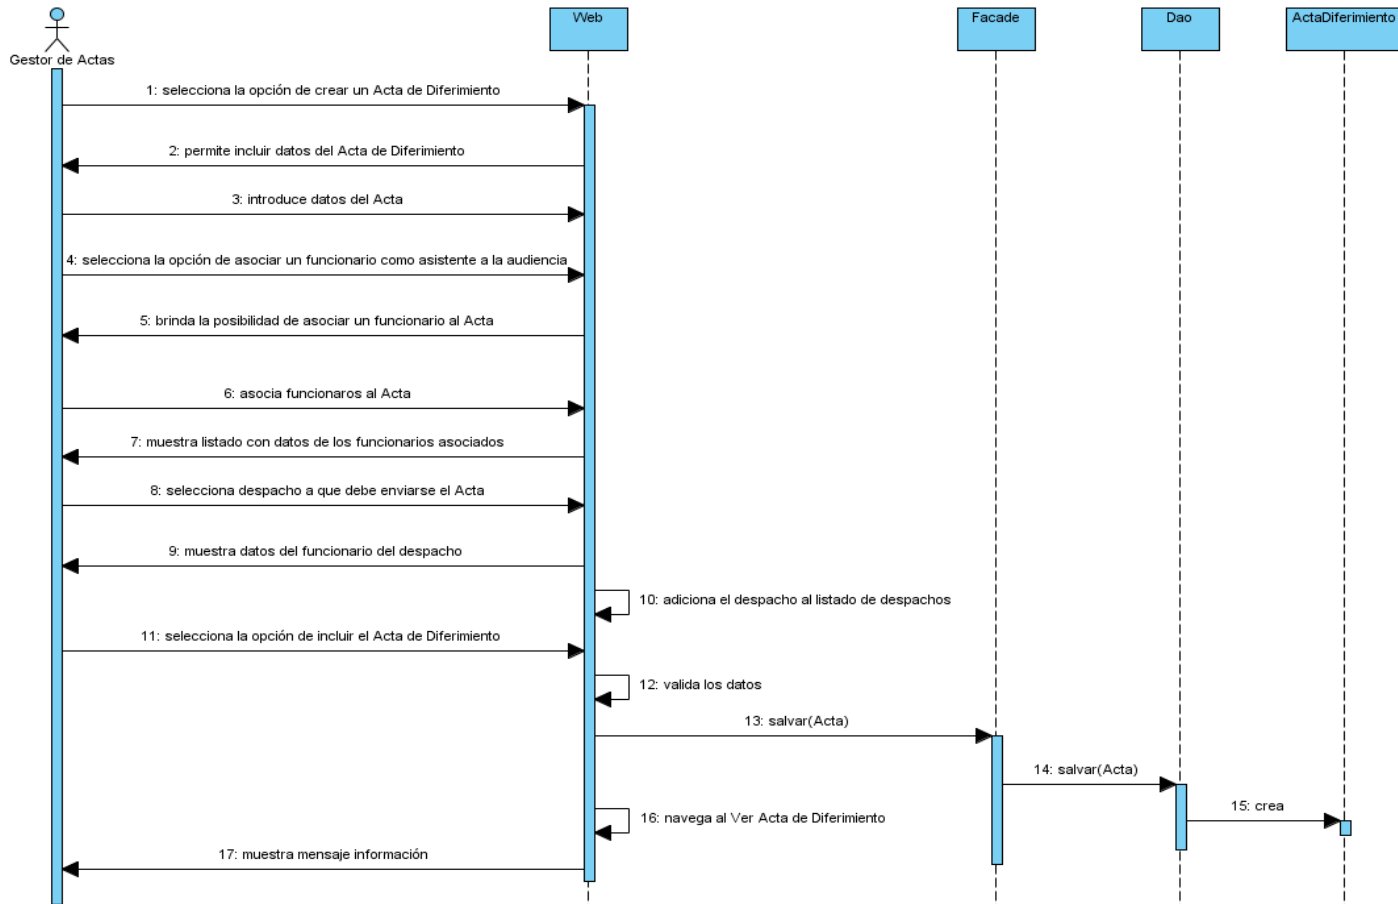 Web
Facade
Dao
ActaDiferimiento
Gestor de Actas
1: selecciona la opción de crear un Acta de Diferimiento
2: permite incluir datos del Acta de Diferimiento
3: introduce datos del Acta
4: selecciona la opción de asociar un funcionario como asistente a la audiencia
5: brinda la posibilidad de asociar un funcionario al Acta
6: asocia funcionaros al Acta
7: muestra listado con datos de los funcionarios asociados
8: selecciona despacho a que debe enviarse el Acta
9: muestra datos del funcionario del despacho
10: adiciona el despacho al listado de despachos
11: selecciona la opción de incluir el Acta de Diferimiento
12: valida los datos
13: salvar(Acta)
14: salvar(Acta)
15: crea
16: navega al Ver Acta de Diferimiento
17: muestra mensaje información